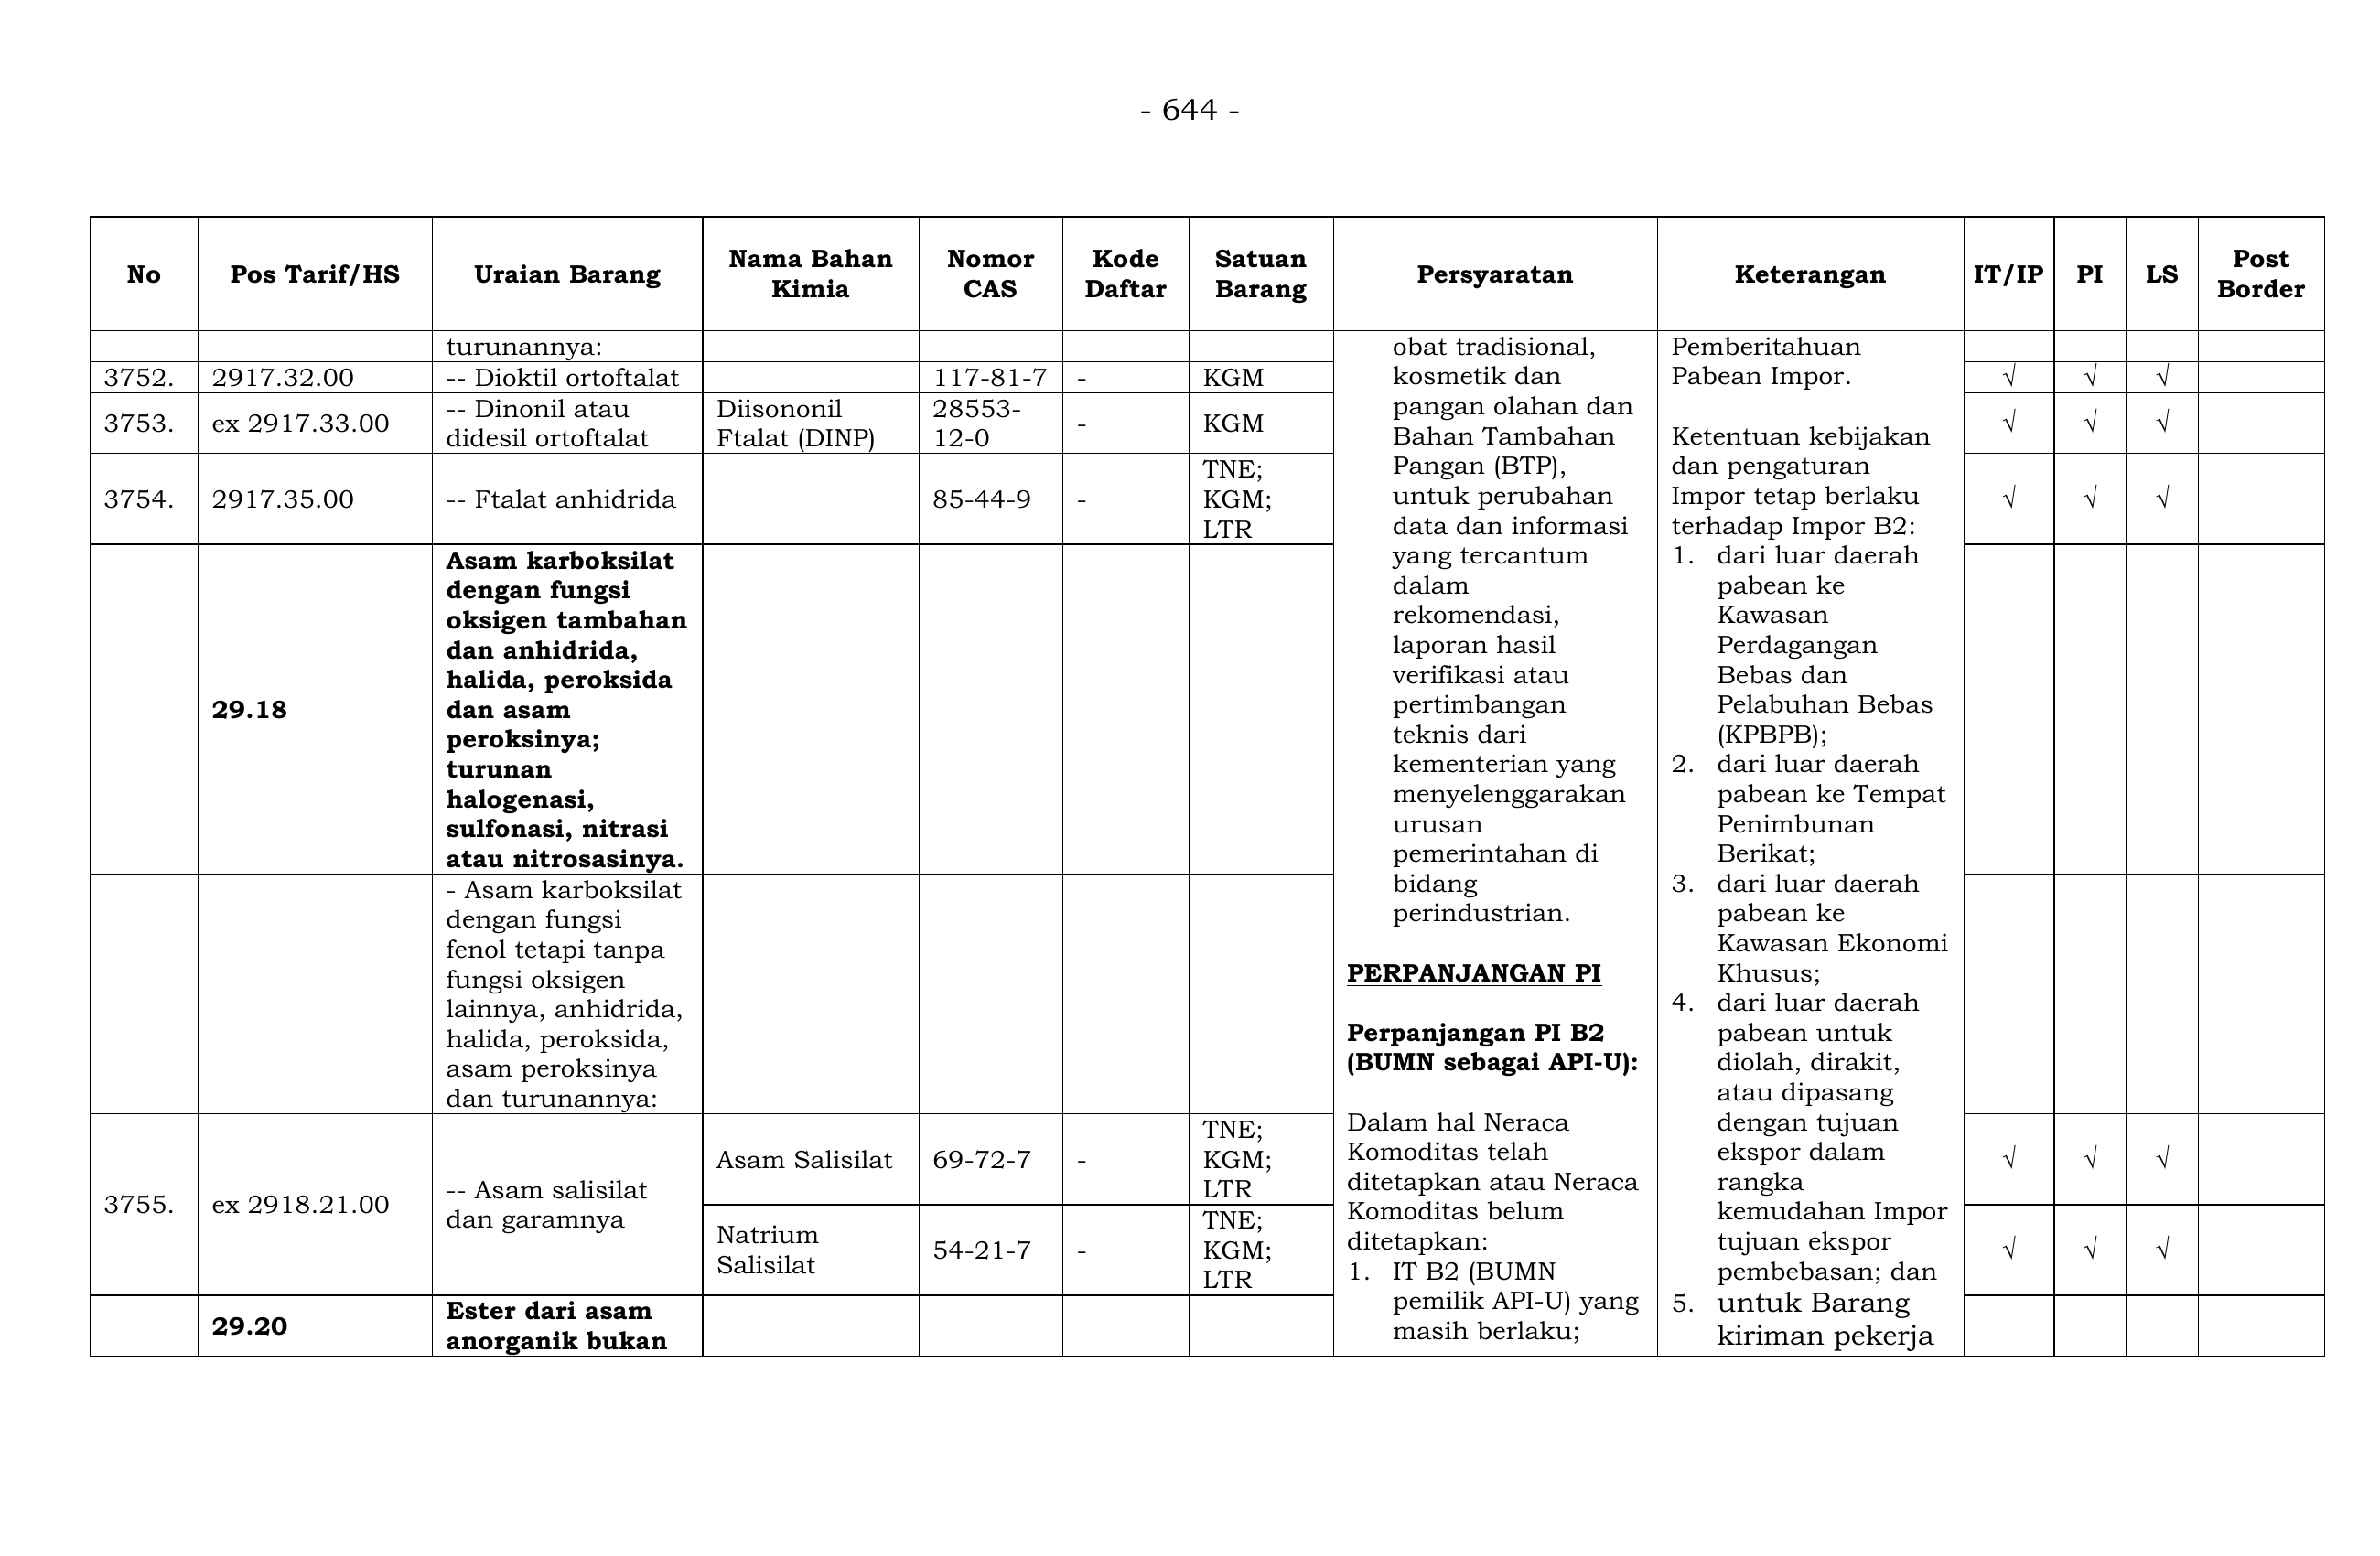 - 644 -
No
Pos Tarif/HS
Uraian Barang
Nama Bahan
Kimia
Nomor
CAS
Kode
Daftar
Satuan
Barang
Persyaratan
Keterangan
IT/IP
PI
LS
Post
Border
turunannya:
3752.
2917.32.00
-- Dioktil ortoftalat
117-81-7
-
KGM
√
√
√
3753.
ex 2917.33.00
-- Dinonil atau
didesil ortoftalat
Diisononil
Ftalat (DINP)
28553-
12-0
-
KGM
√
√
√
3754.
2917.35.00
-- Ftalat anhidrida
85-44-9
-
TNE;
KGM;
LTR
√
√
√
29.18
Asam karboksilat
dengan fungsi
oksigen tambahan
dan anhidrida,
halida, peroksida
dan asam
peroksinya;
turunan
halogenasi,
sulfonasi, nitrasi
atau nitrosasinya.
- Asam karboksilat
dengan fungsi
fenol tetapi tanpa
fungsi oksigen
lainnya, anhidrida,
halida, peroksida,
asam peroksinya
dan turunannya:
3755.
ex 2918.21.00
-- Asam salisilat
dan garamnya
Asam Salisilat
69-72-7
-
TNE;
KGM;
LTR
√
√
√
Natrium
Salisilat
54-21-7
-
TNE;
KGM;
LTR
√
√
√
29.20
Ester dari asam
anorganik bukan
obat tradisional,
kosmetik dan
pangan olahan dan
Bahan Tambahan
Pangan (BTP),
untuk perubahan
data dan informasi
yang tercantum
dalam
rekomendasi,
laporan hasil
verifikasi atau
pertimbangan
teknis dari
kementerian yang
menyelenggarakan
urusan
pemerintahan di
bidang
perindustrian.
PERPANJANGAN PI
Perpanjangan PI B2
(BUMN sebagai API-U):
Dalam hal Neraca
Komoditas telah
ditetapkan atau Neraca
Komoditas belum
ditetapkan:
1. IT B2 (BUMN
pemilik API-U) yang
masih berlaku;
Pemberitahuan
Pabean Impor.
Ketentuan kebijakan
dan pengaturan
Impor tetap berlaku
terhadap Impor B2:
1. dari luar daerah
pabean ke
Kawasan
Perdagangan
Bebas dan
Pelabuhan Bebas
(KPBPB);
2. dari luar daerah
pabean ke Tempat
Penimbunan
Berikat;
3. dari luar daerah
pabean ke
Kawasan Ekonomi
Khusus;
4. dari luar daerah
pabean untuk
diolah, dirakit,
atau dipasang
dengan tujuan
ekspor dalam
rangka
kemudahan Impor
tujuan ekspor
pembebasan; dan
5. untuk Barang
kiriman pekerja